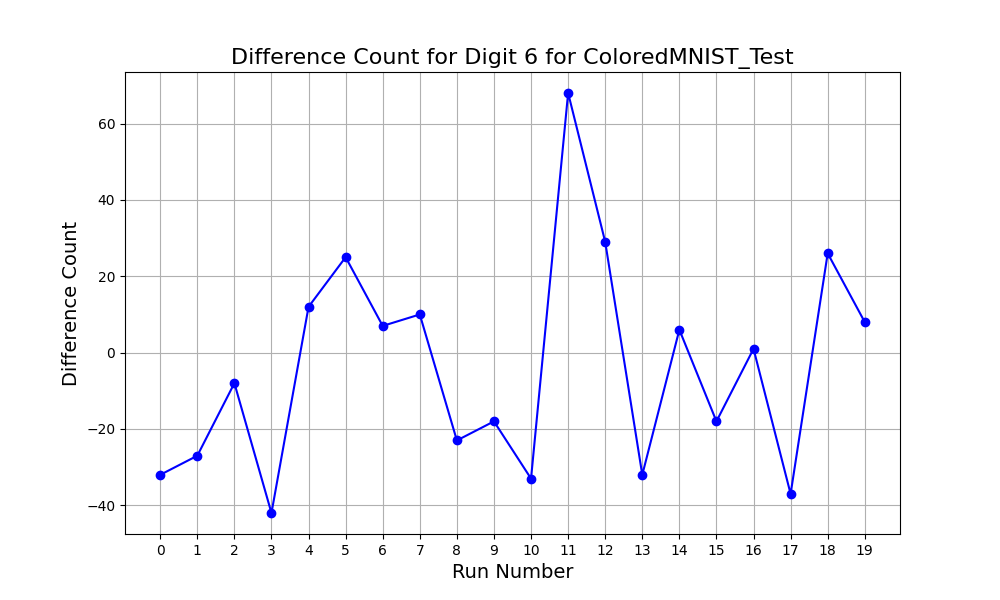 Difference Count for Digit 6 for ColoredMNIST_Test
Difference Count
60
40
20
0
−20
−40
0 1 2 3 4 5 6 7 8 9 10 11 12 13 14 15 16 17 18 19
Run Number